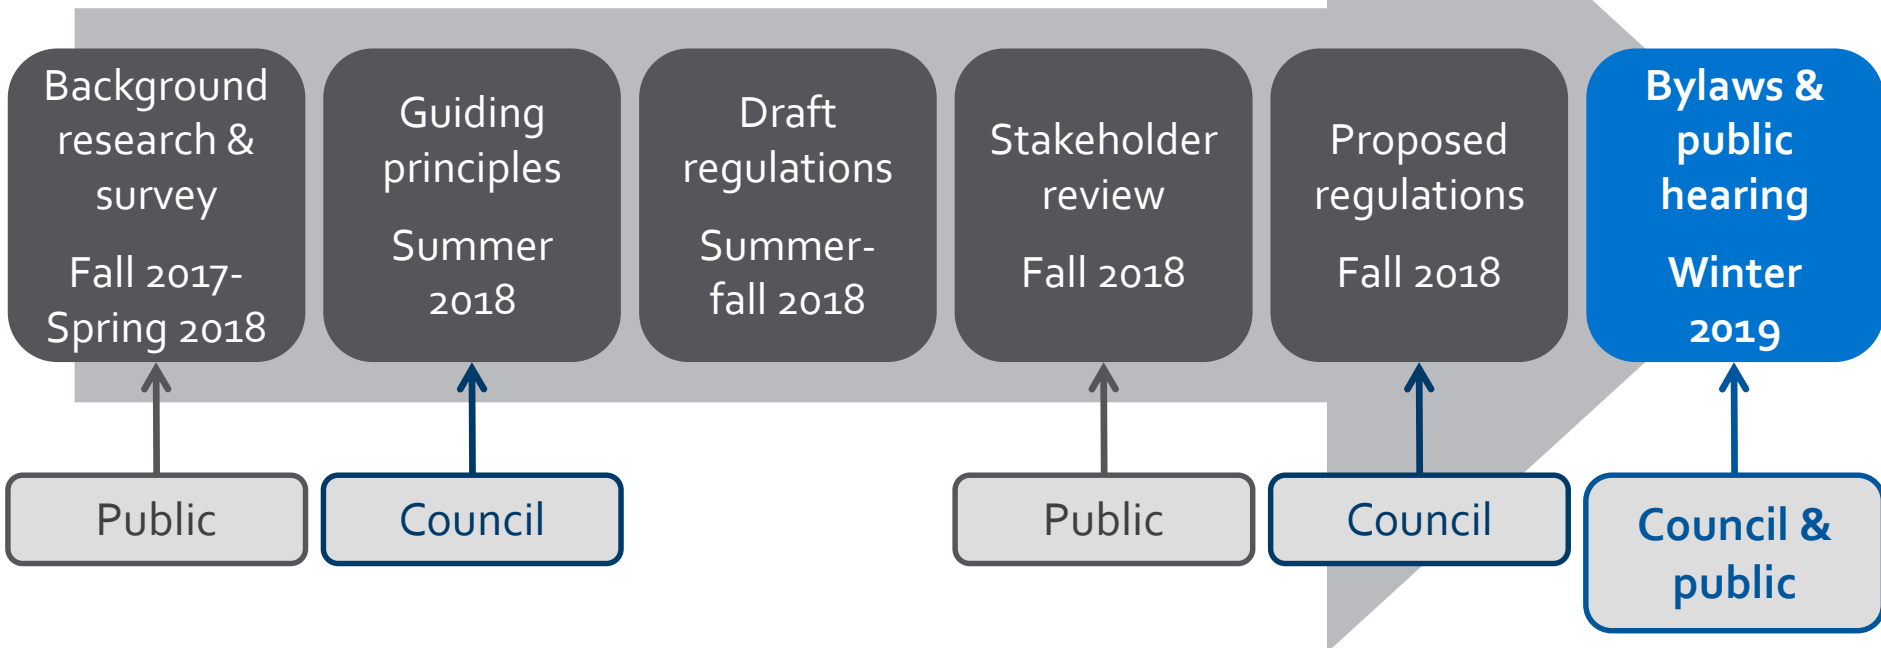 Background
research &
survey
Fall 2017-
Spring 2018
Guiding
principles
Summer
2018
Draft
regulations
Summer-
fall 2018
Stakeholder
review
Fall 2018
Proposed
regulations
Fall 2018
Bylaws &
public
hearing
Winter
2019
Public
Council
Public
Council
Council &
public